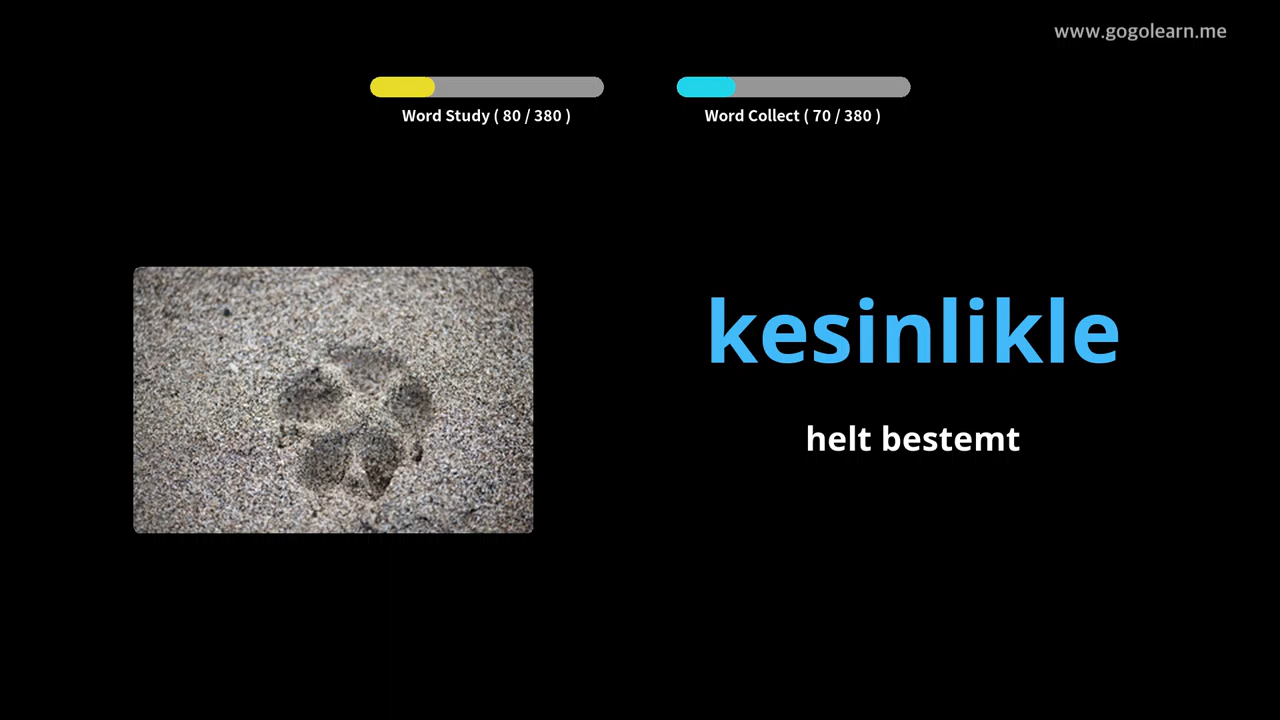 www.gogolearn.me
Word Study ( 80 / 380 )
Word Collect ( 70 / 380 )
kesinlikle
helt bestemt